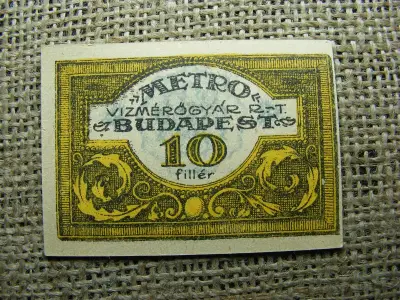 METRO
VIZMÉRŐGYÁR R-T.
BUDAPEST
10
fillér